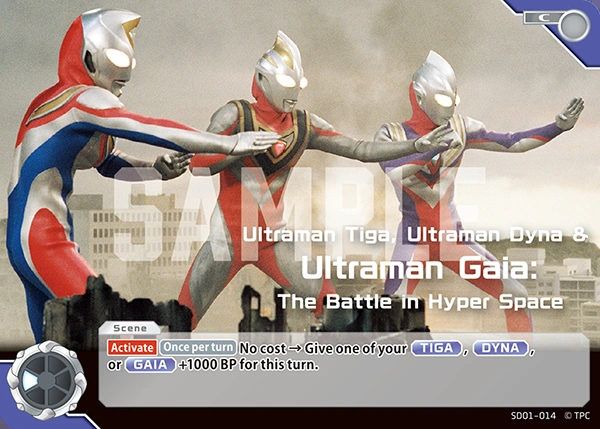 C
SAMPLE
Ultraman Tiga, Ultraman Dyna &
Ultraman Gaia:
The Battle in Hyper Space
Scene
Activate Once per turn No cost → Give one of your TIGA, DYNA,
or GAIA +1000 BP for this turn.
SD01-014 © TPC